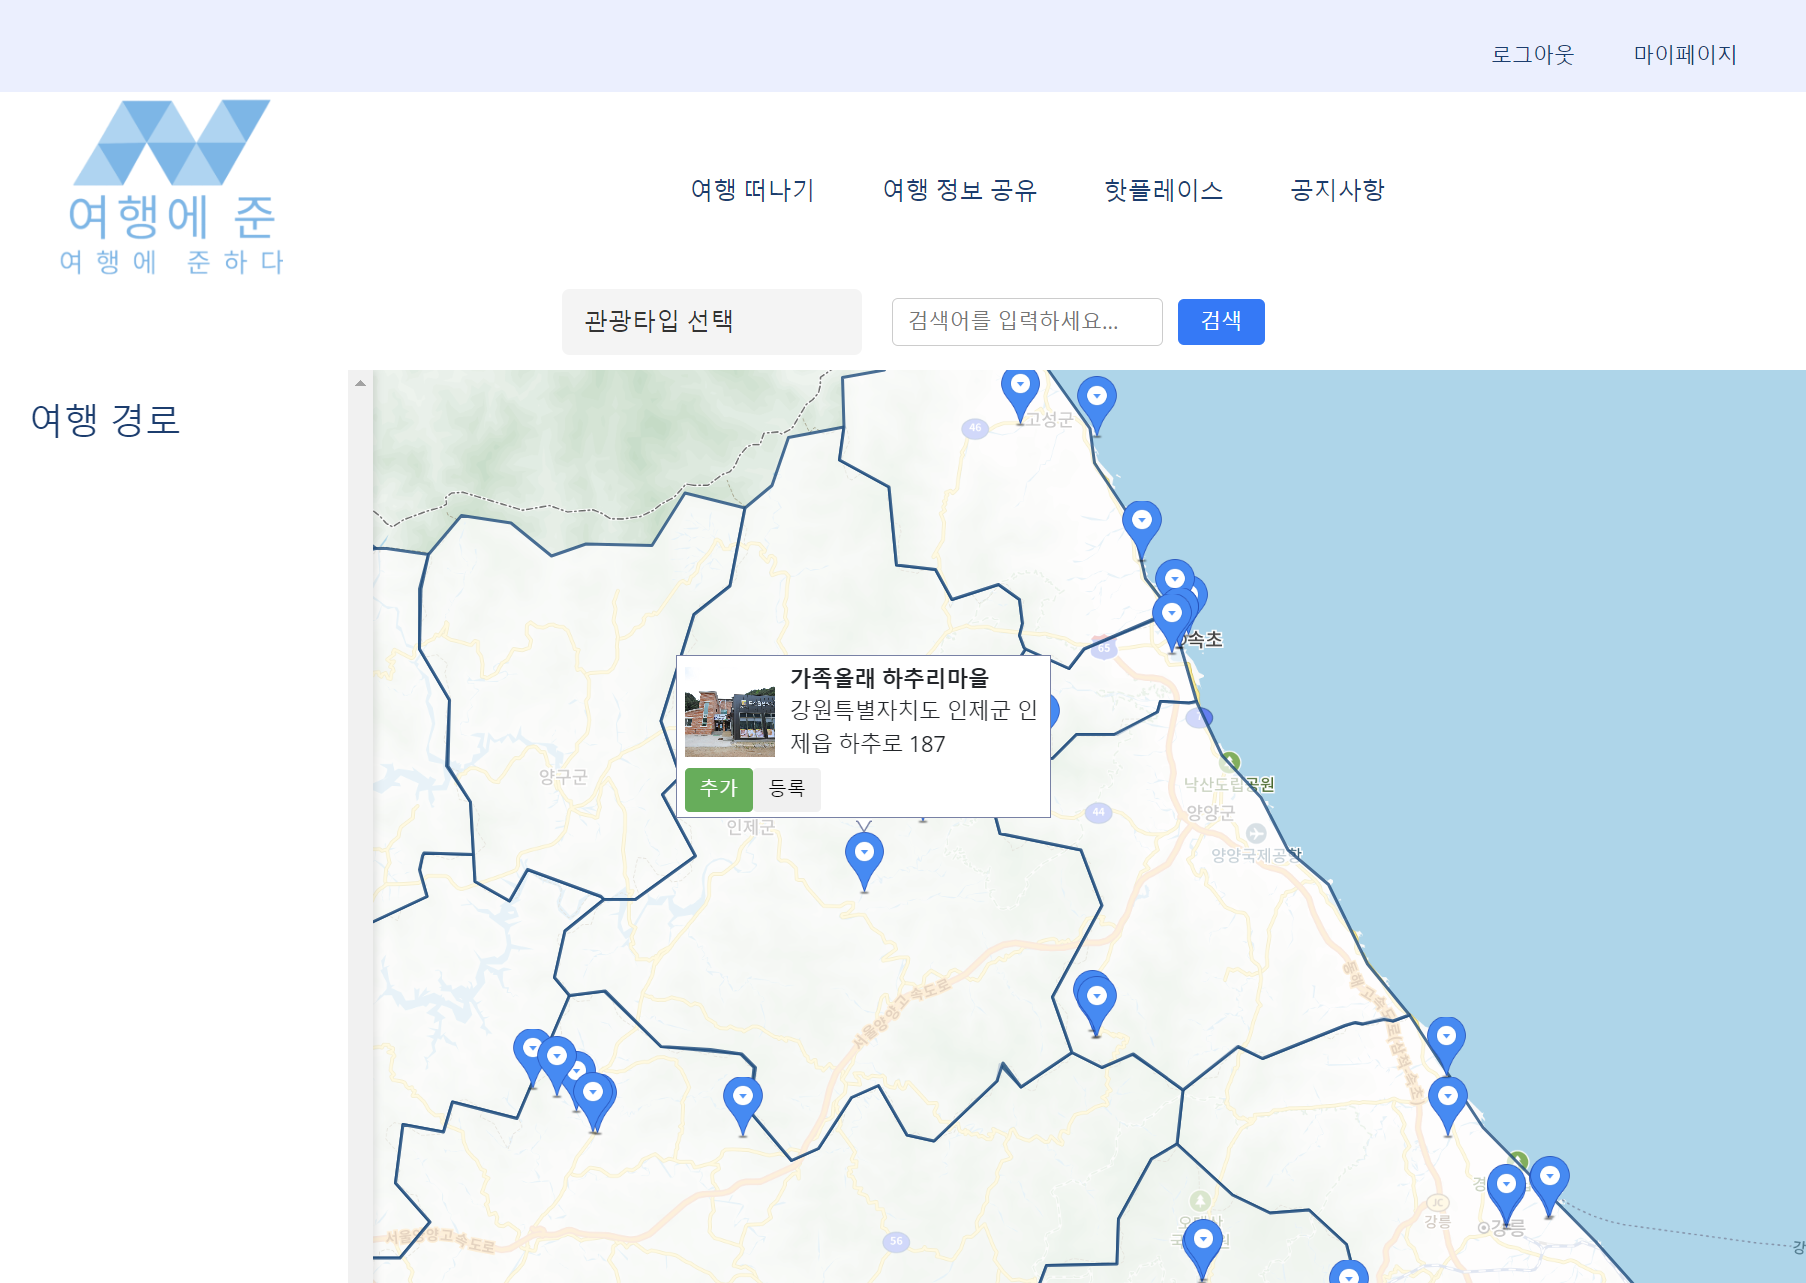 로그아웃
마이페이지
여행에 준
여행에 준하다
여행 떠나기
여행 정보 공유
핫플레이스
공지사항
관광타입 선택
검색어를 입력하세요...
검색
여행 경로
46
고성군
65
속초
가족올래 하추리마을
강원특별자치도 인제군 인
제읍 하추로 187
추가
등록
양구군
인제군
7
낙산도립공원
44
양양군
양양국제공항
서울양양고속도로
동해고속도로(삼척속초)
JC
강릉
강릉
서울양양고속도로
56